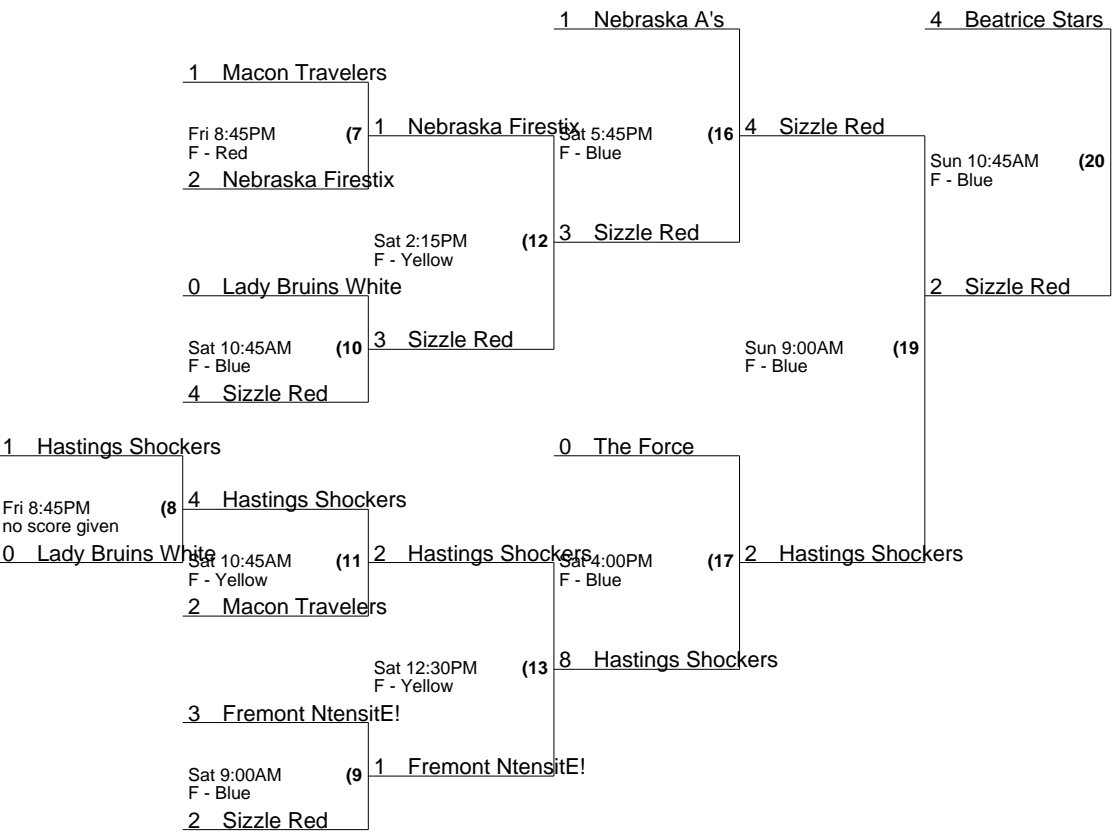 1 Nebraska A's
4 Beatrice Stars
1 Macon Travelers
Fri 8:45PM (7
F - Red
1 Nebraska Firestix
Sat 5:45PM (16
F - Blue
4 Sizzle Red
Sun 10:45AM (20
F - Blue
2 Nebraska Firestix
Sat 2:15PM (12
F - Yellow
3 Sizzle Red
0 Lady Bruins White
2 Sizzle Red
Sat 10:45AM (10
F - Blue
3 Sizzle Red
Sun 9:00AM (19
F - Blue
4 Sizzle Red
1 Hastings Shockers
0 The Force
Fri 8:45PM (8
no score given
4 Hastings Shockers
0 Lady Bruins White
Sat 10:45AM (11
F - Yellow
2 Hastings Shockers
Sat 4:00PM (17
F - Blue
2 Hastings Shockers
2 Macon Travelers
Sat 12:30PM (13
F - Yellow
8 Hastings Shockers
3 Fremont NtensitE!
Sat 9:00AM (9
F - Blue
1 Fremont NtensitE!
2 Sizzle Red